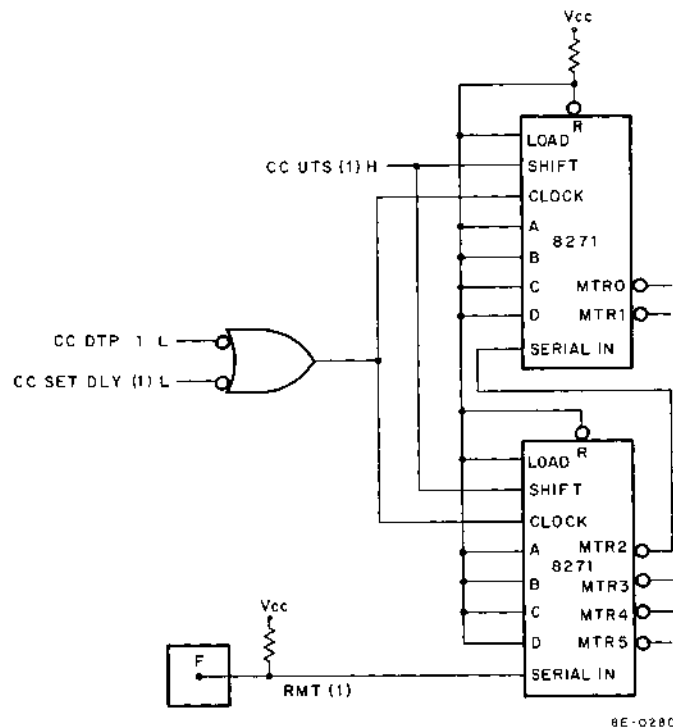 Vcc
R
LOAD
CC UTS (1) H
SHIFT
CLOCK
A
8271
B
C
MTR0
D
MTR1
SERIAL IN
CC DTP 1 L
CC SET DLY (1) L
R
LOAD
SHIFT
CLOCK
A
MTR2
8271
B
MTR3
C
MTR4
D
MTR5
Vcc
F
SERIAL IN
RMT (1)
8E-0280